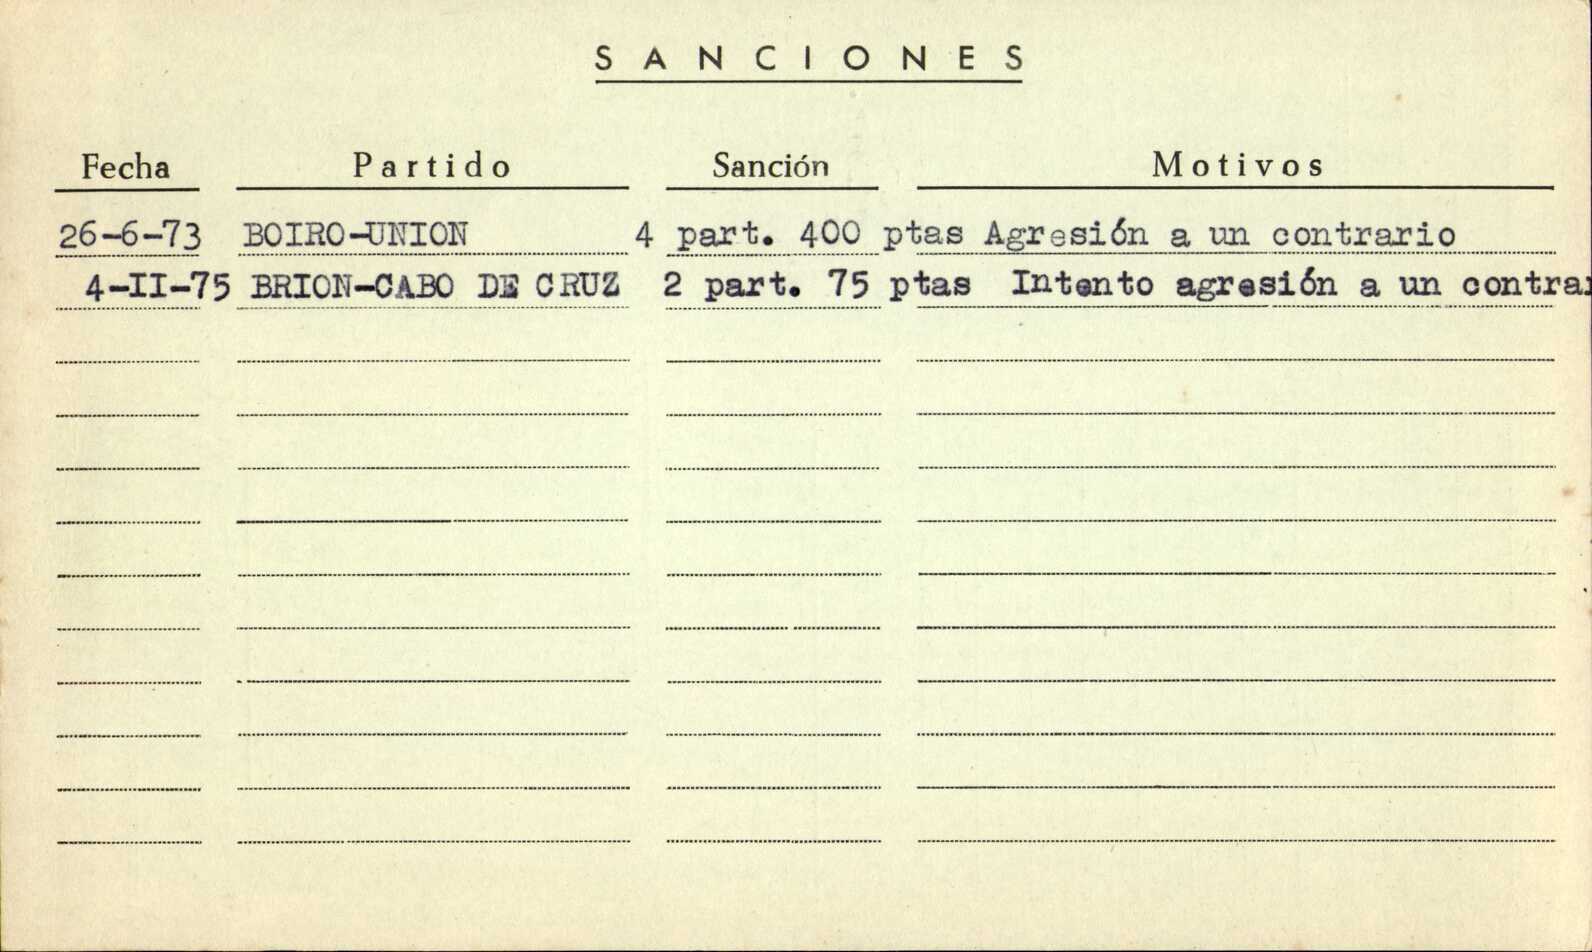 SANCIONES
Fecha Partido Sanción Motivos
26-6-73 BOIRO-UNION 4 part. 400 ptas Agresión a un contrario
4-II-75 BRION-CABO DE CRUZ 2 part. 75 ptas Intento agresión a un contrar